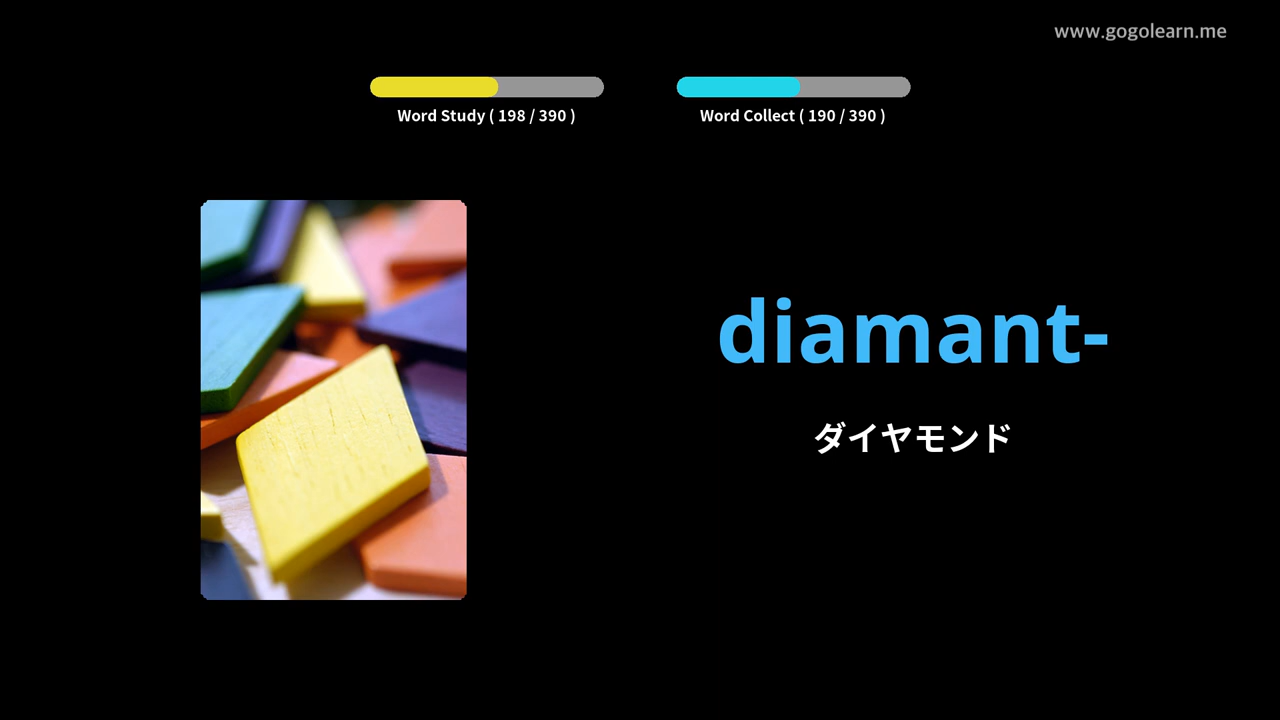 www.gogolearn.me
Word Study ( 198 / 390 )
Word Collect ( 190 / 390 )
diamant-
ダイヤモンド